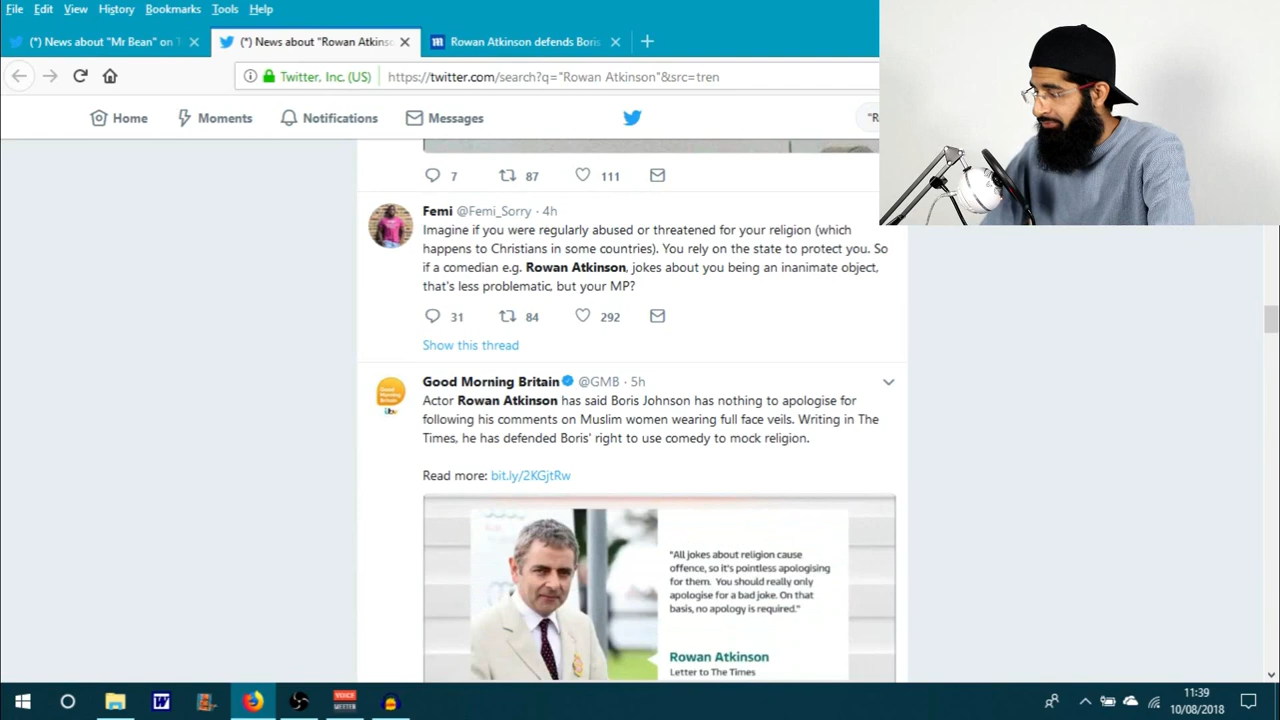 File Edit View History Bookmarks Tools Help
(*) News about "Mr Bean" on T
(*) News about "Rowan Atkinso
Rowan Atkinson defends Boris
Twitter, Inc. (US) https://twitter.com/search?q="Rowan Atkinson"&src=tren
Home Moments Notifications Messages "R
7 87 111
Femi @Femi_Sorry · 4h
Imagine if you were regularly abused or threatened for your religion (which
happens to Christians in some countries). You rely on the state to protect you. So
if a comedian e.g. Rowan Atkinson, jokes about you being an inanimate object,
that's less problematic, but your MP?
31 84 292
Show this thread
Good Morning Britain @GMB · 5h
Actor Rowan Atkinson has said Boris Johnson has nothing to apologise for
following his comments on Muslim women wearing full face veils. Writing in The
Times, he has defended Boris' right to use comedy to mock religion.
Read more: bit.ly/2KGjtRw
"All jokes about religion cause
offence, so it's pointless apologising
for them. You should really only
apologise for a bad joke. On that
basis, no apology is required."
Rowan Atkinson
Letter to The Times
Good
Morning
Britain
itv
VOICE
MEETER
11:39
10/08/2018